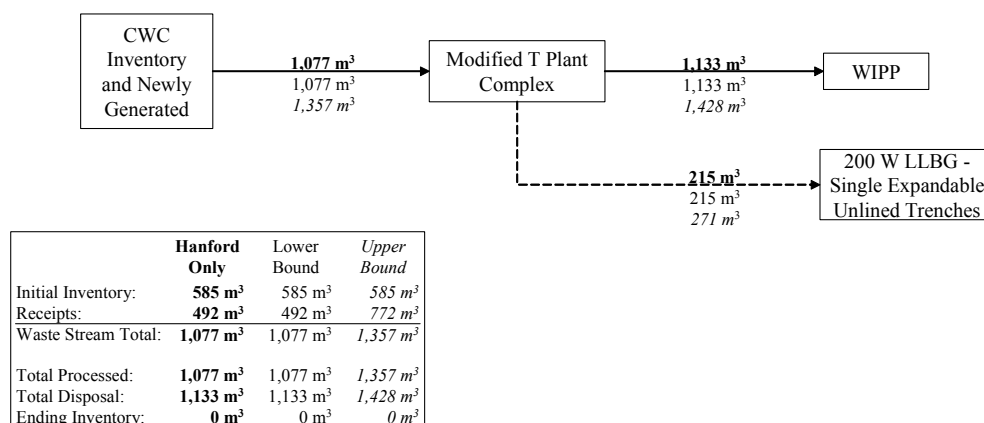 CWC
Inventory
and Newly
Generated
1,077 m³
1,077 m³
1,357 m³
Modified T Plant
Complex
1,133 m³
1,133 m³
1,428 m³
WIPP
215 m³
215 m³
271 m³
200 W LLBG -
Single Expandable
Unlined Trenches
Hanford Lower Upper
Only Bound Bound
Initial Inventory: 585 m³ 585 m³ 585 m³
Receipts: 492 m³ 492 m³ 772 m³
Waste Stream Total: 1,077 m³ 1,077 m³ 1,357 m³
Total Processed: 1,077 m³ 1,077 m³ 1,357 m³
Total Disposal: 1,133 m³ 1,133 m³ 1,428 m³
Ending Inventory: 0 m³ 0 m³ 0 m³